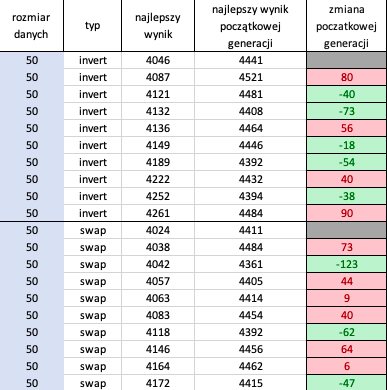 rozmiar danych typ najlepszy wynik najlepszy wynik początkowej generacji zmiana poczatkowej generacji
50 invert 4046 4441
50 invert 4087 4521 80
50 invert 4121 4481 -40
50 invert 4132 4408 -73
50 invert 4136 4464 56
50 invert 4149 4446 -18
50 invert 4189 4392 -54
50 invert 4222 4432 40
50 invert 4252 4394 -38
50 invert 4261 4484 90
50 swap 4024 4411
50 swap 4038 4484 73
50 swap 4042 4361 -123
50 swap 4057 4405 44
50 swap 4063 4414 9
50 swap 4083 4454 40
50 swap 4118 4392 -62
50 swap 4146 4456 64
50 swap 4164 4462 6
50 swap 4172 4415 -47